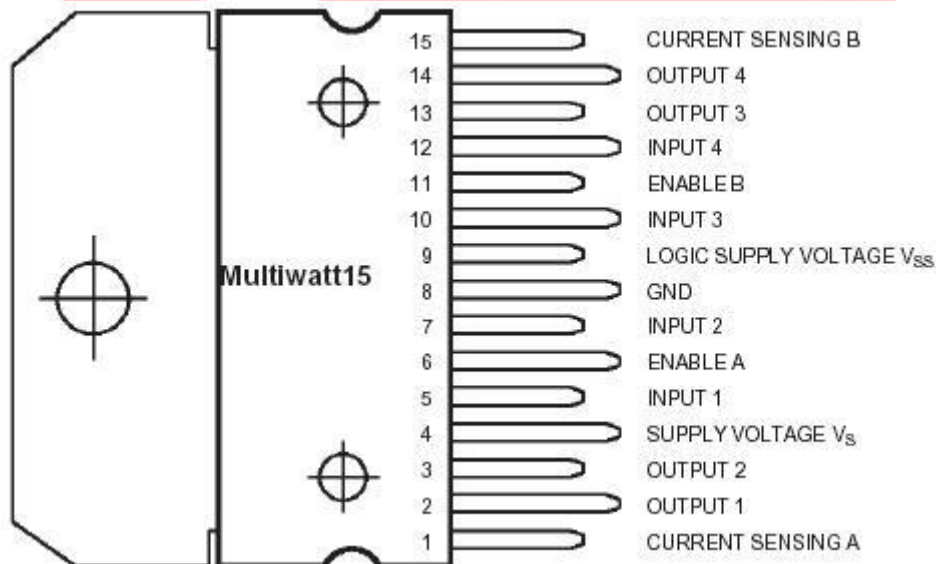 15 CURRENT SENSING B
14 OUTPUT 4
13 OUTPUT 3
12 INPUT 4
11 ENABLE B
10 INPUT 3
9 LOGIC SUPPLY VOLTAGE VSS
Multiwatt15
8 GND
7 INPUT 2
6 ENABLE A
5 INPUT 1
4 SUPPLY VOLTAGE VS
3 OUTPUT 2
2 OUTPUT 1
1 CURRENT SENSING A